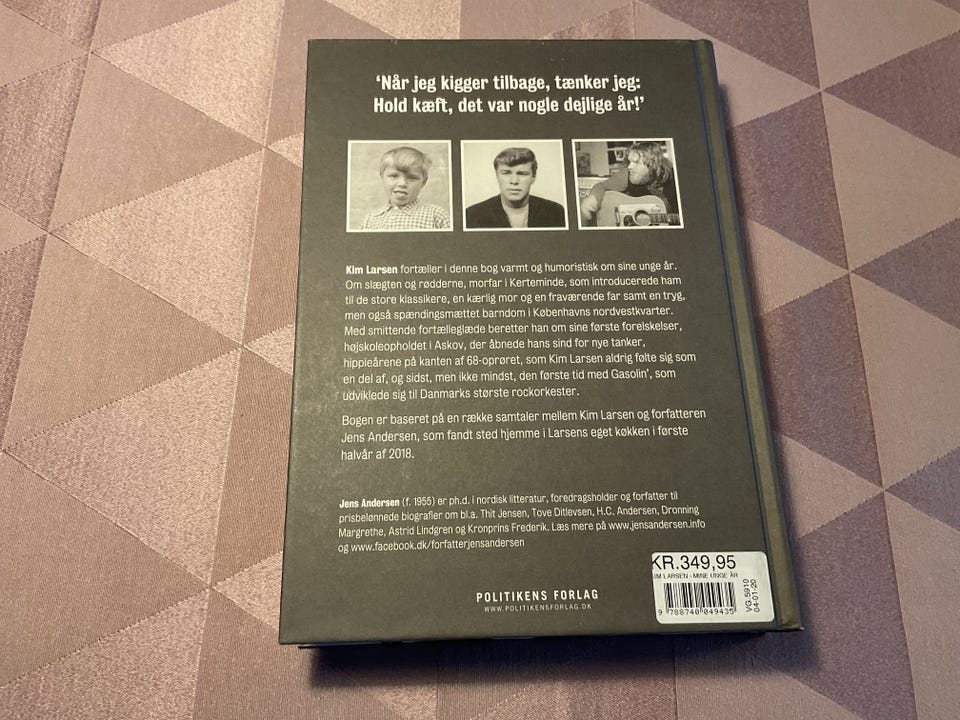 ‘Når jeg kigger tilbage, tænker jeg:
Hold kæft, det var nogle dejlige år!’
Kim Larsen fortæller i denne bog varmt og humoristisk om sine unge år.
Om slægten og rødderne, morfar i Kerteminde, som introducerede ham
til de store klassikere, en kærlig mor og en fraværende far samt en tryg,
men også spændingsmættet barndom i Københavns nordvestkvarter.
Med smittende fortælleglæde beretter han om sine første forelskelser,
højskoleopholdet i Askov, der åbnede hans sind for nye tanker,
hippieårene på kanten af 68-oprøret, som Kim Larsen aldrig følte sig som
en del af, og sidst, men ikke mindst, den første tid med Gasolin’, som
udviklede sig til Danmarks største rockorkester.
Bogen er baseret på en række samtaler mellem Kim Larsen og forfatteren
Jens Andersen, som fandt sted hjemme i Larsens eget køkken i første
halvår af 2018.
Jens Andersen (f. 1955) er ph.d. i nordisk litteratur, foredragsholder og forfatter til
prisbelønnede biografier om bl.a. Thit Jensen, Tove Ditlevsen, H.C. Andersen, Dronning
Margrethe, Astrid Lindgren og Kronprins Frederik. Læs mere på www.jensandersen.info
og www.facebook.dk/forfatterjensandersen
POLITIKENS FORLAG
WWW.POLITIKENSFORLAG.DK
KR.349,95
KIM LARSEN - MINE UNGE ÅR
9 788740 049435
VG.5910
04-01-20